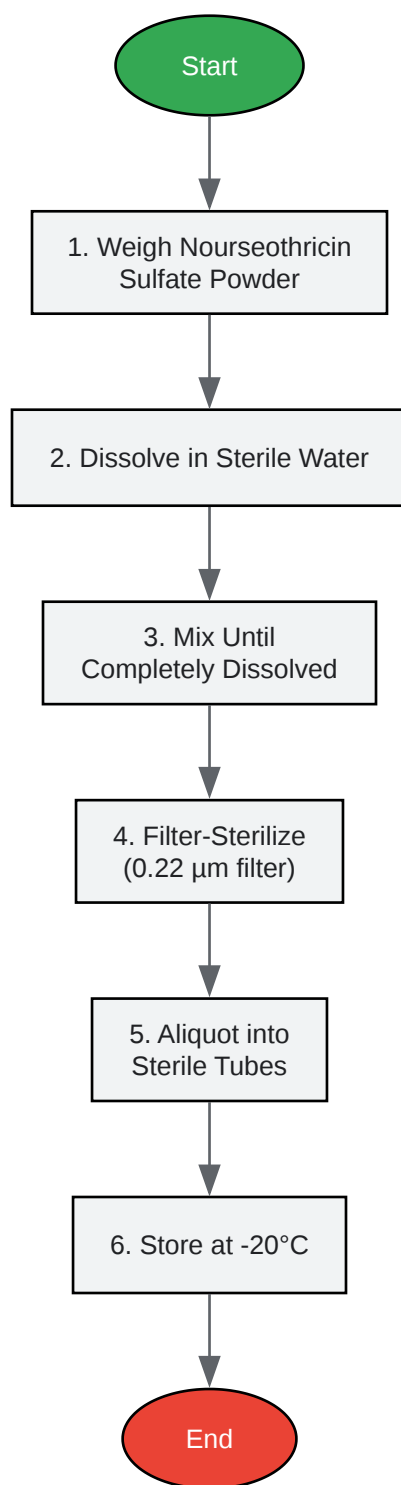 Start
1. Weigh Nourseothricin
Sulfate Powder
2. Dissolve in Sterile Water
3. Mix Until
Completely Dissolved
4. Filter-Sterilize
(0.22 µm filter)
5. Aliquot into
Sterile Tubes
6. Store at -20°C
End